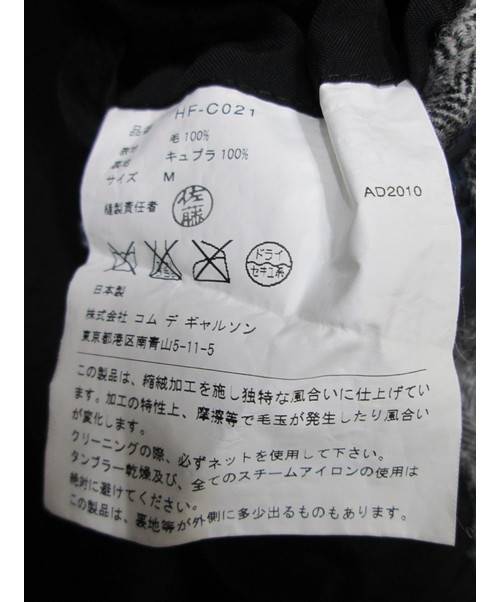 品番 HF-C021
表地 毛 100%
裏地 キュプラ 100%
サイズ M
縫製責任者 佐藤
AD2010
ドライ
セキユ系
日本製
株式会社 コム デ ギャルソン
東京都港区南青山5-11-5
この製品は、縮絨加工を施し独特な風合いに仕上げてい
ます。加工の特性上、摩擦等で毛玉が発生したり風合い
が変化します。
クリーニングの際、必ずネットを使用して下さい。
タンブラー乾燥及び、全てのスチームアイロンの使用は
絶対に避けてください。
この製品は、裏地等が外側に多少出るものもあります。